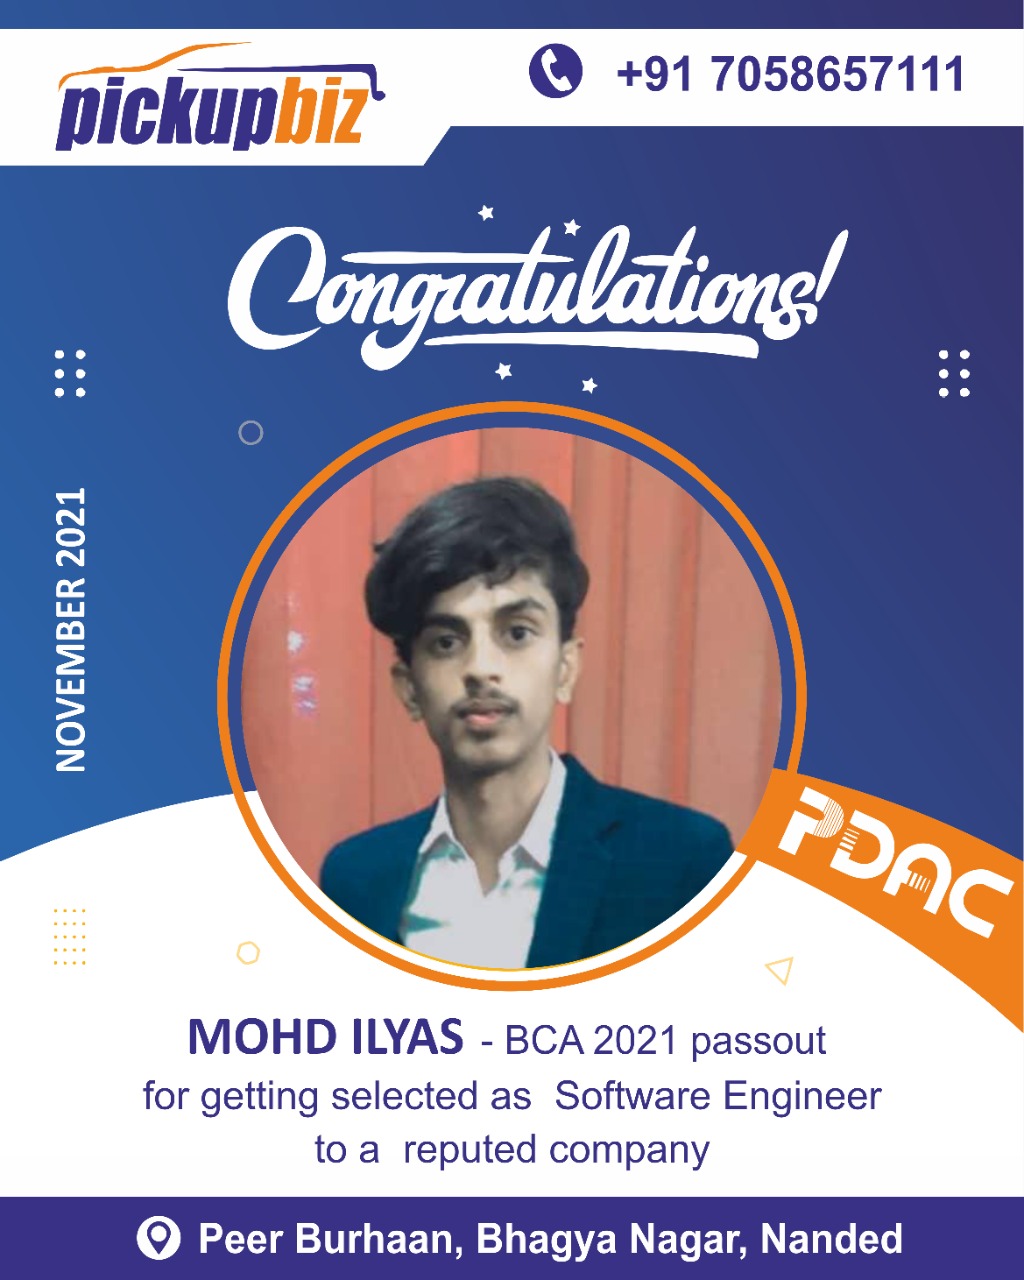 pickupbiz
+91 7058657111
Congratulations!
NOVEMBER 2021
PDAC
MOHD ILYAS - BCA 2021 passout
for getting selected as Software Engineer
to a reputed company
Peer Burhaan, Bhagya Nagar, Nanded